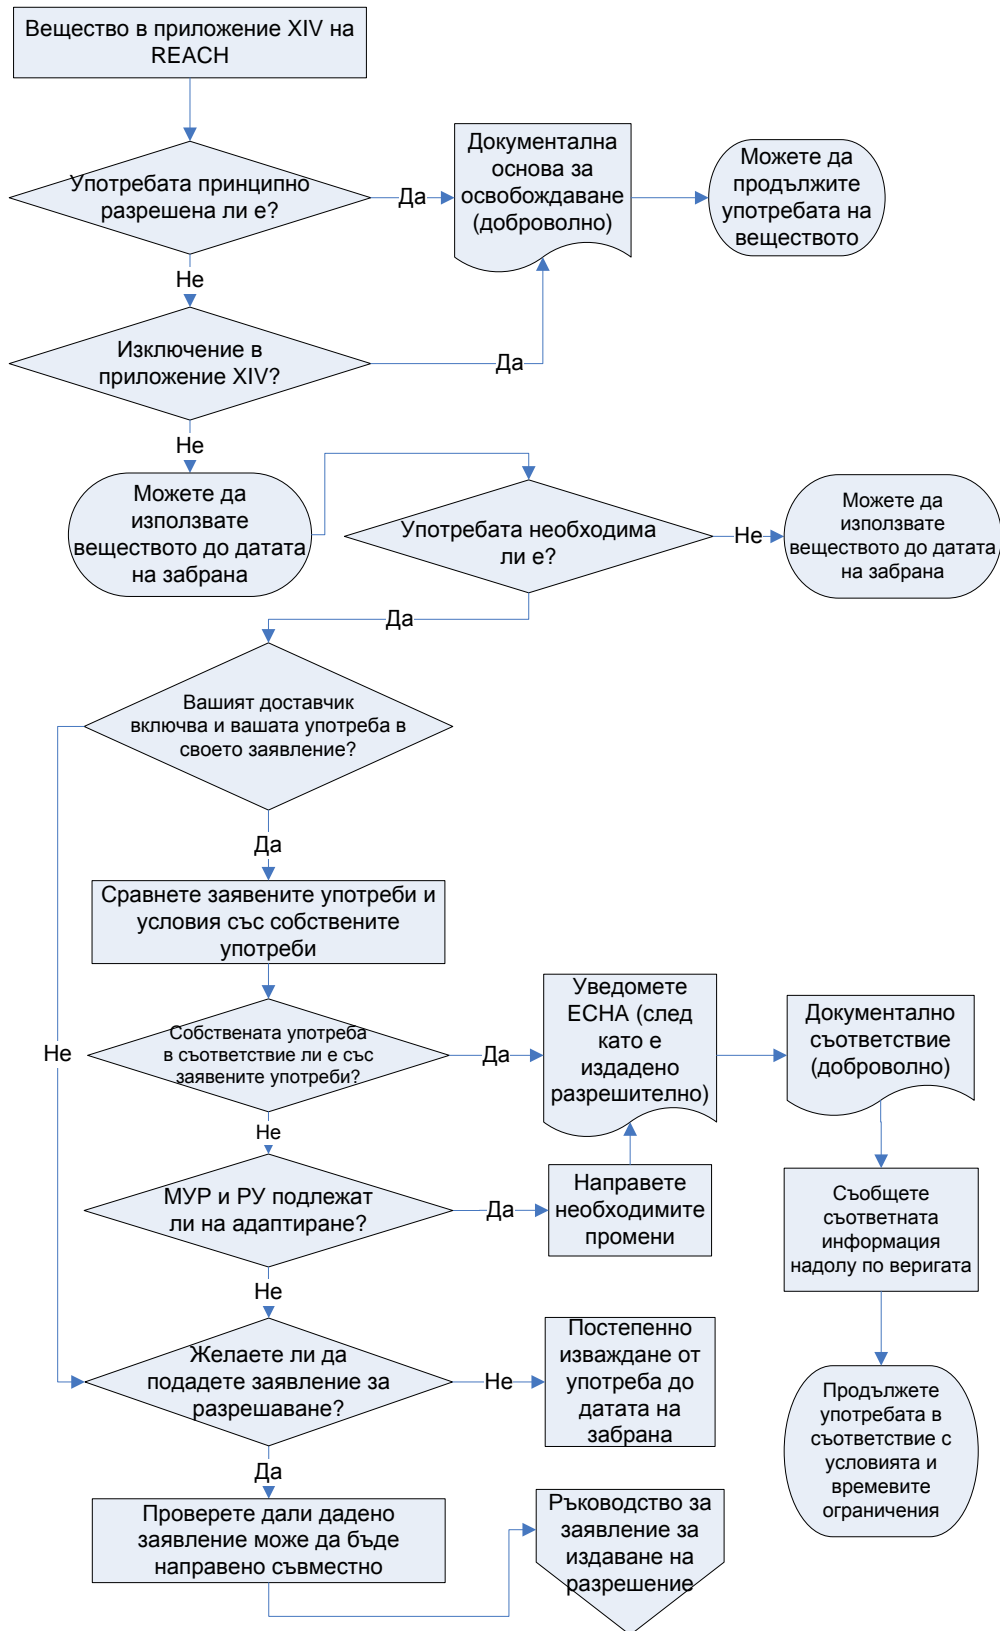 Вещество в приложение XIV на
REACH
Употребата принципно
разрешена ли е?
Да
Документална
основа за
освобождаване
(доброволно)
Можете да
продължите
употребата на
веществото
Не
Изключение в
приложение XIV?
Да
Не
Можете да
използвате
веществото до датата
на забрана
Употребата необходима
ли е?
Не
Можете да
използвате
веществото до датата
на забрана
Да
Вашият доставчик
включва и вашата употреба в
своето заявление?
Да
Сравнете заявените употреби и
условия със собствените
употреби
Не
Собствената употреба
в съответствие ли е със
заявените употреби?
Да
Уведомете
ECHA (след
като е
издадено
разрешително)
Документално
съответствие
(доброволно)
Не
МУР и РУ подлежат
ли на адаптиране?
Да
Направете
необходимите
промени
Съобщете
съответната
информация
надолу по веригата
Не
Желаете ли да
подадете заявление за
разрешаване?
Не
Постепенно
изваждане от
употреба до
датата на
забрана
Продължете
употребата в
съответствие с
условията и
времевите
ограничения
Да
Проверете дали дадено
заявление може да бъде
направено съвместно
Ръководство за
заявление за
издаване на
разрешение